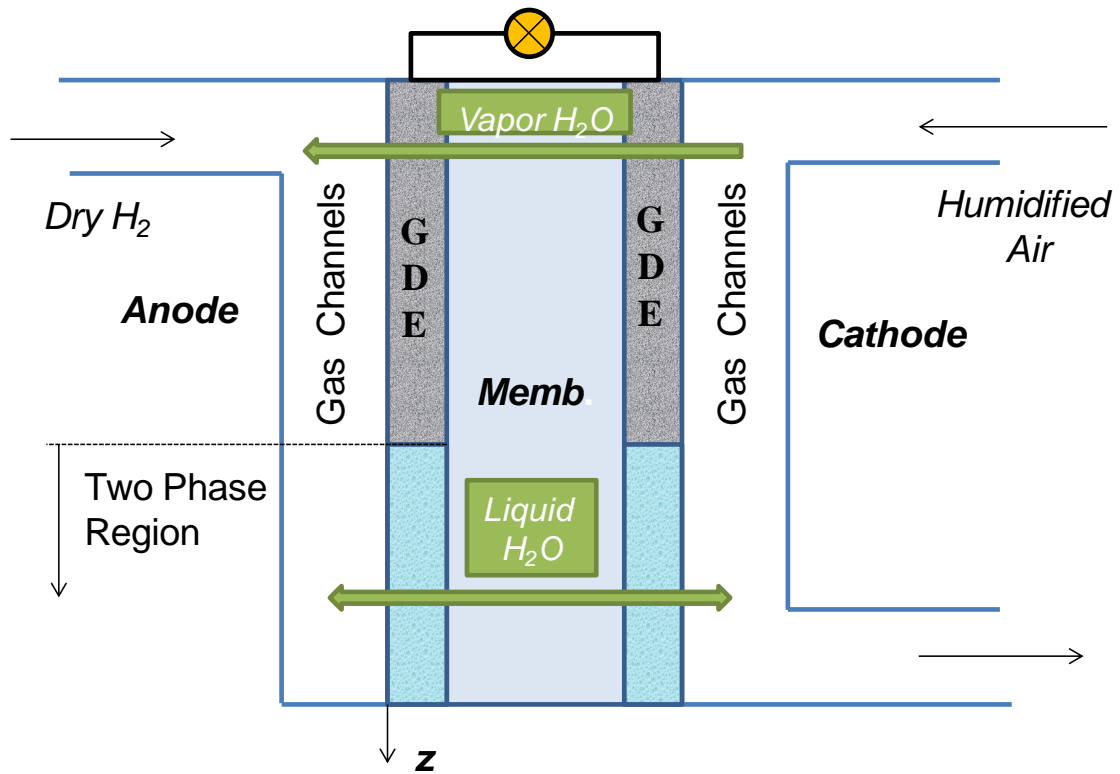 Vapor H₂O
Dry H₂
Humidified
Air
Gas Channels
G
D
E
G
D
E
Gas Channels
Anode
Cathode
Memb.
Two Phase
Region
Liquid
H₂O
z